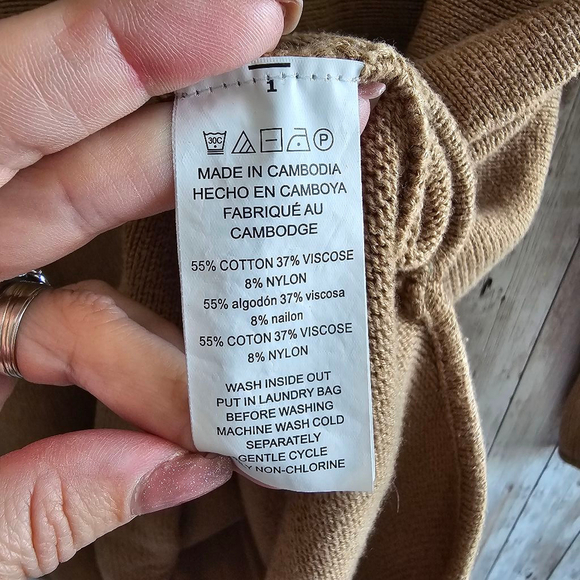 1
30C
P
MADE IN CAMBODIA
HECHO EN CAMBOYA
FABRIQUÉ AU
CAMBODGE
55% COTTON 37% VISCOSE
8% NYLON
55% algodón 37% viscosa
8% nailon
55% COTON 37% VISCOSE
8% NYLON
WASH INSIDE OUT
PUT IN LAUNDRY BAG
BEFORE WASHING
MACHINE WASH COLD
SEPARATELY
GENTLE CYCLE
NON-CHLORINE